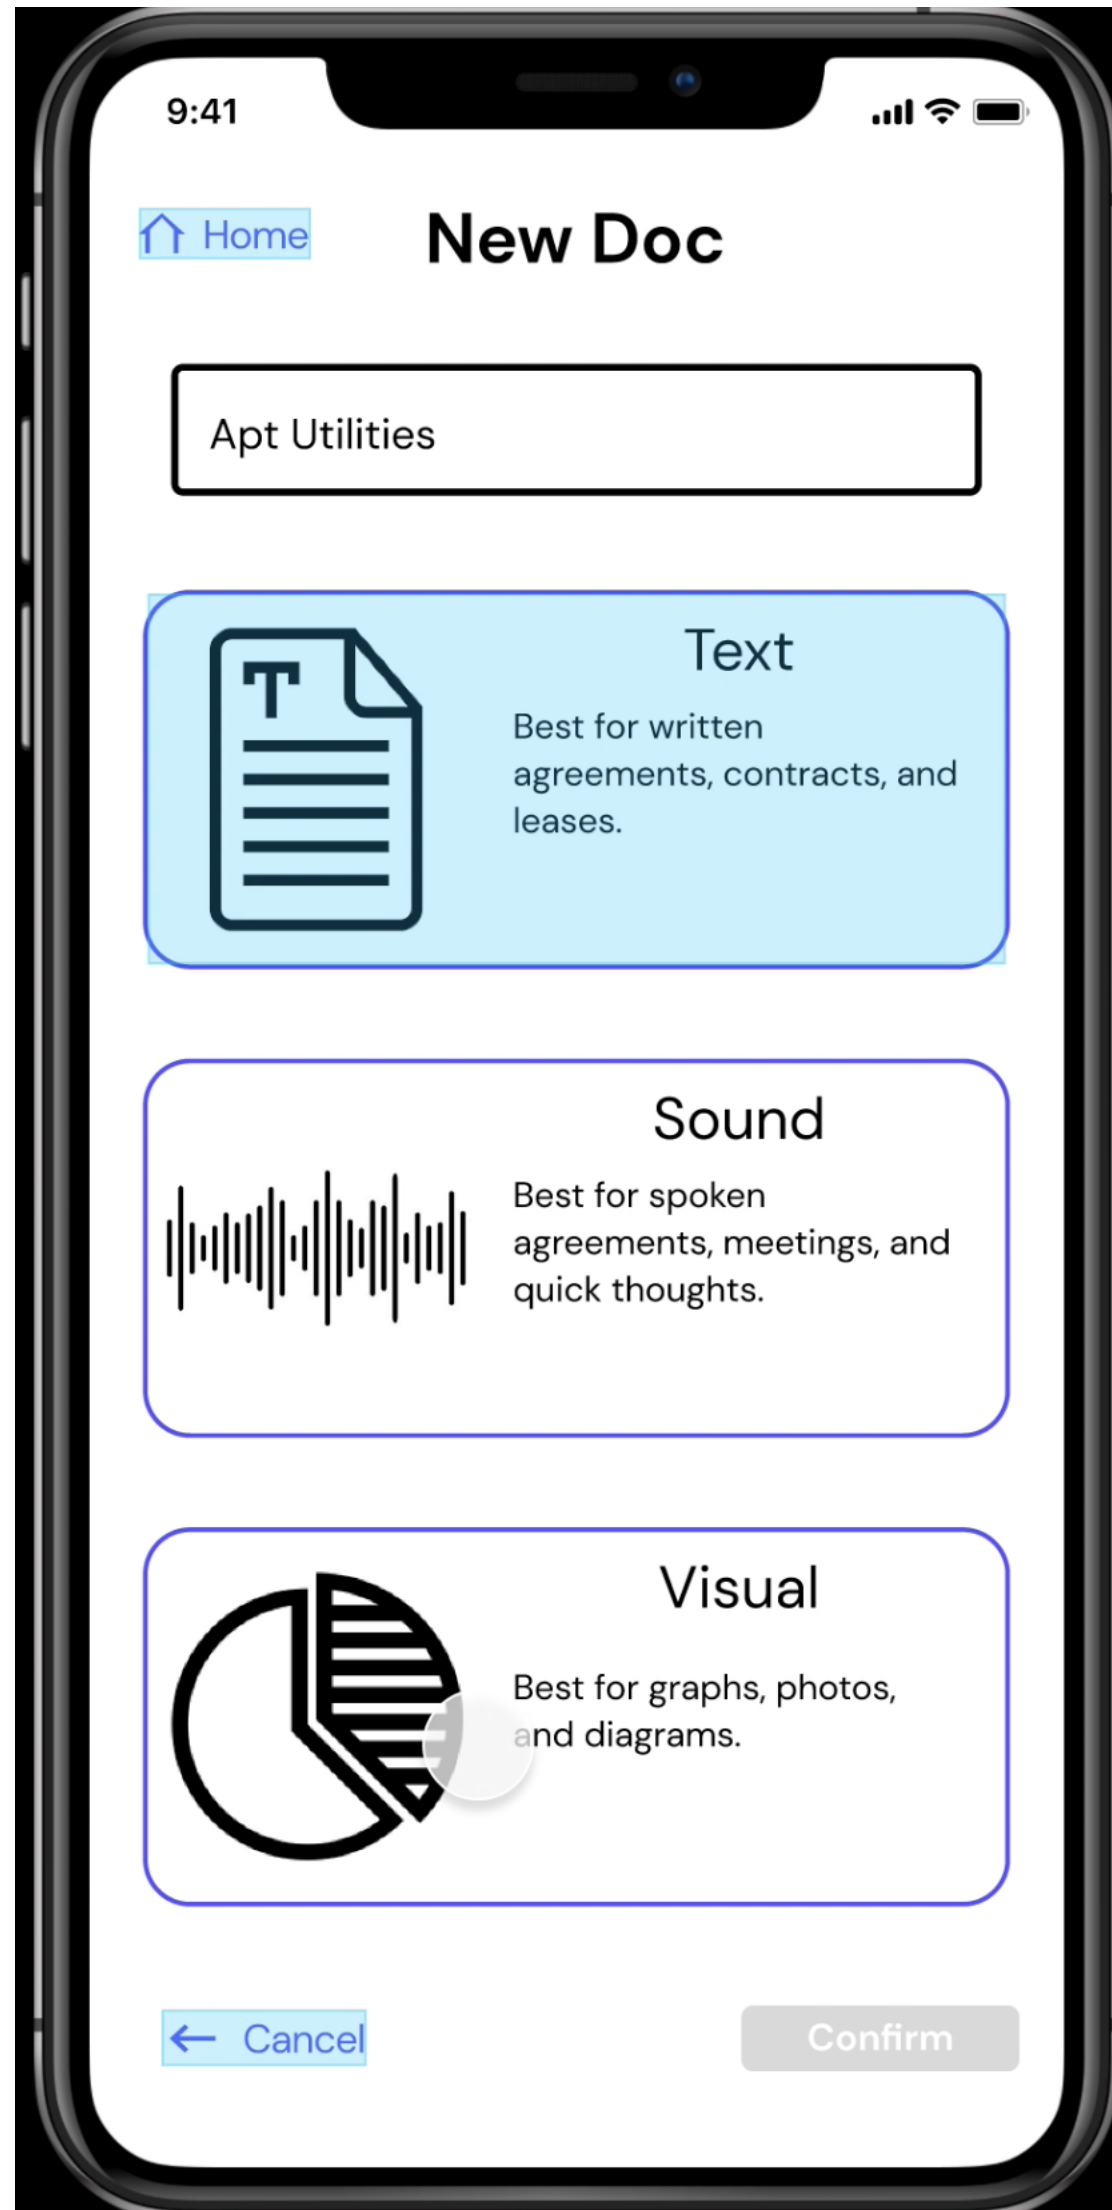 9:41
Home
New Doc
Apt Utilities
T
Text
Best for written
agreements, contracts, and
leases.
Sound
Best for spoken
agreements, meetings, and
quick thoughts.
Visual
Best for graphs, photos,
and diagrams.
Cancel
Confirm